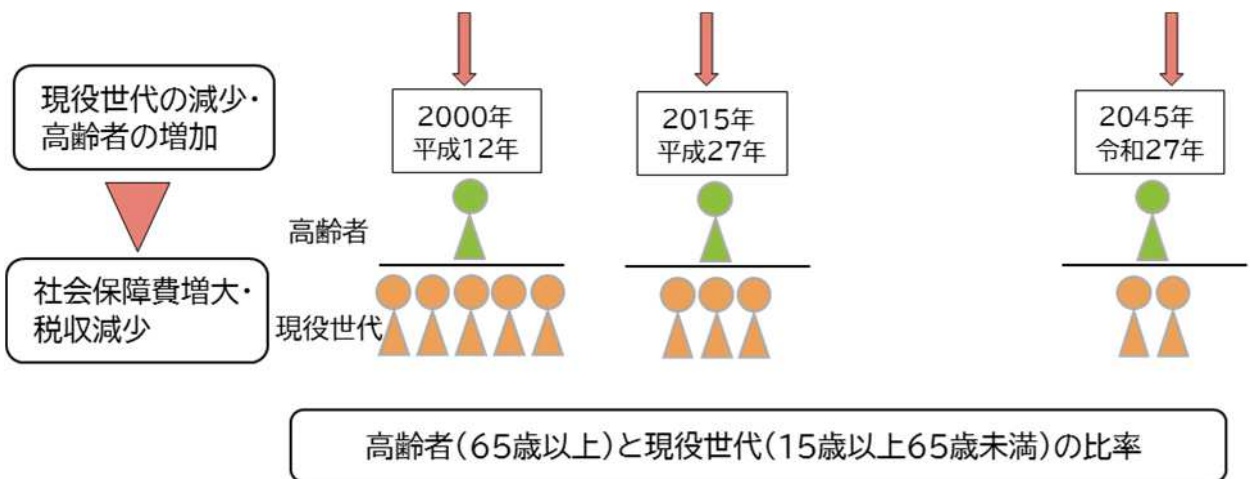 現役世代の減少・
高齢者の増加
社会保障費増大・
税収減少
2000年
平成12年
2015年
平成27年
2045年
令和27年
高齢者
現役世代
高齢者(65歳以上)と現役世代(15歳以上65歳未満)の比率